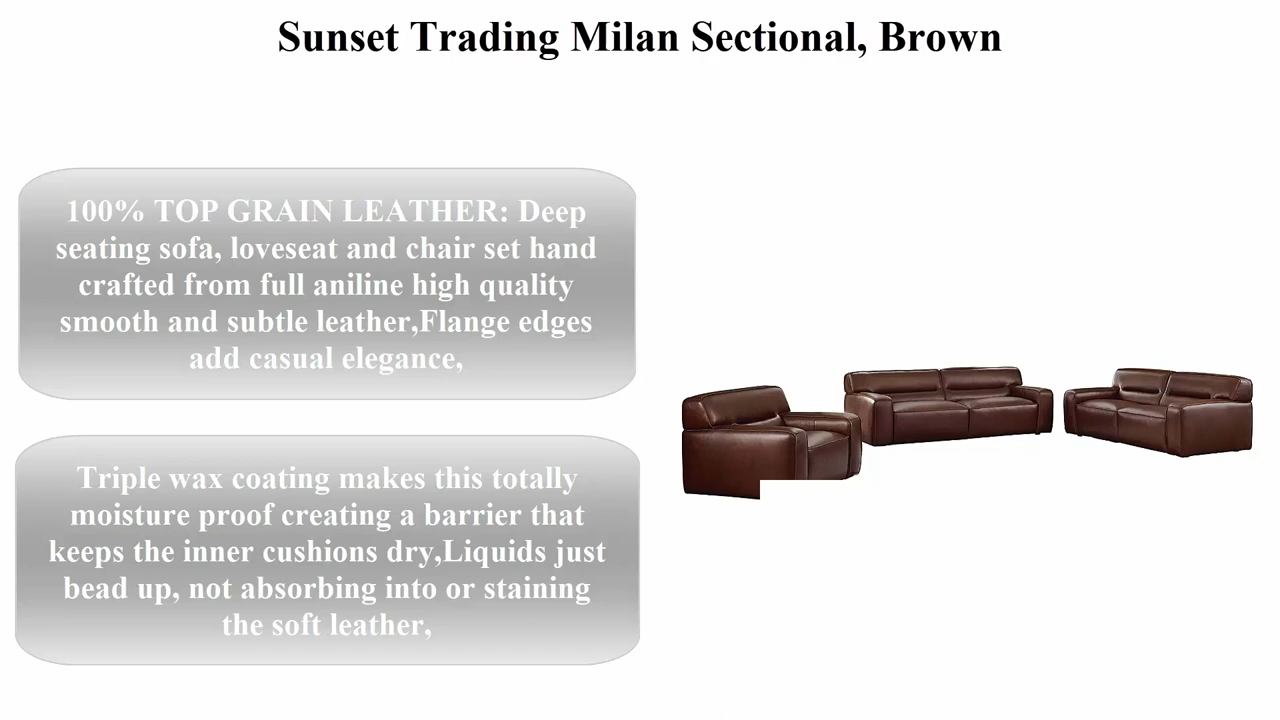 Sunset Trading Milan Sectional, Brown
100% TOP GRAIN LEATHER: Deep
seating sofa, loveseat and chair set hand
crafted from full aniline high quality
smooth and subtle leather,Flange edges
add casual elegance,
Triple wax coating makes this totally
moisture proof creating a barrier that
keeps the inner cushions dry,Liquids just
bead up, not absorbing into or staining
the soft leather,